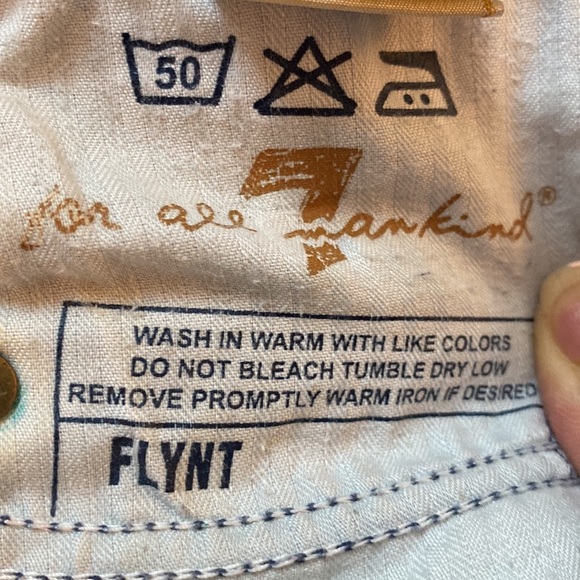 50
7
for all mankind®
WASH IN WARM WITH LIKE COLORS
DO NOT BLEACH TUMBLE DRY LOW
REMOVE PROMPTLY WARM IRON IF DESIRED
FLYNT